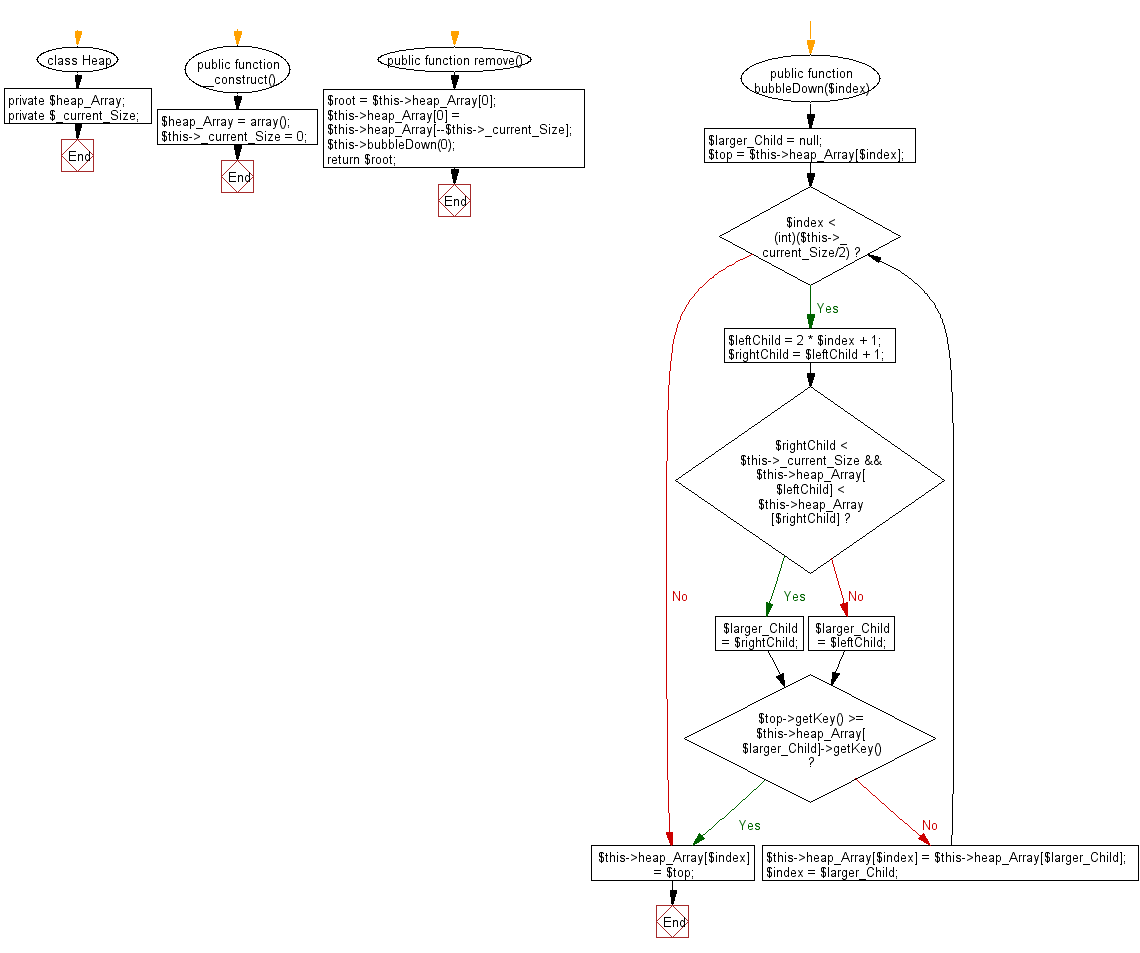 class Heap
private $heap_Array;
private $_current_Size;
End
public function
__construct()
$heap_Array = array();
$this->_current_Size = 0;
End
public function remove()
$root = $this->heap_Array[0];
$this->heap_Array[0] =
$this->heap_Array[--$this->_current_Size];
$this->bubbleDown(0);
return $root;
End
public function
bubbleDown($index)
$larger_Child = null;
$top = $this->heap_Array[$index];
$index <
(int)($this->_
current_Size/2) ?
Yes
$leftChild = 2 * $index + 1;
$rightChild = $leftChild + 1;
$rightChild <
$this->_current_Size &&
$this->heap_Array[
$leftChild] <
$this->heap_Array
[$rightChild] ?
No
Yes
No
$larger_Child
= $rightChild;
$larger_Child
= $leftChild;
$top->getKey() >=
$this->heap_Array[
$larger_Child]->getKey()
?
Yes
No
$this->heap_Array[$index]
= $top;
$this->heap_Array[$index] = $this->heap_Array[$larger_Child];
$index = $larger_Child;
End